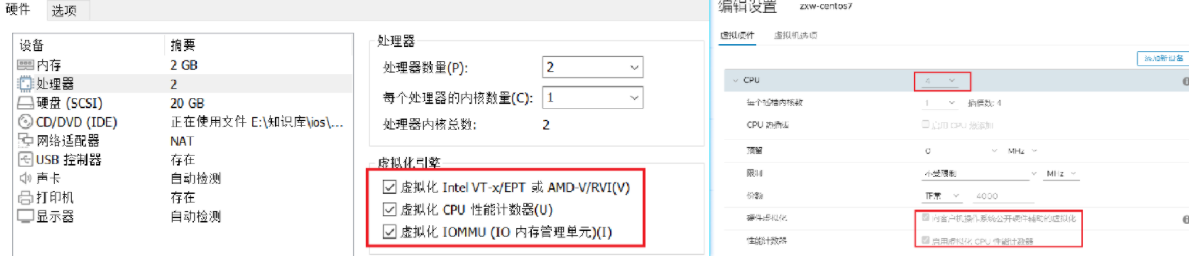 硬件 选项
设备 摘要
内存 2 GB
处理器 2
硬盘 (SCSI) 20 GB
CD/DVD (IDE) 正在使用文件 E:\知识库\ios\...
网络适配器 NAT
USB 控制器 存在
声卡 自动检测
打印机 存在
显示器 自动检测
处理器
处理器数量(P): 2
每个处理器的内核数量(C): 1
处理器内核总数: 2
虚拟化引擎
虚拟化 Intel VT-x/EPT 或 AMD-V/RVI(V)
虚拟化 CPU 性能计数器(U)
虚拟化 IOMMU (IO 内存管理单元)(I)
编辑设置 zxw-centos7
虚拟硬件 虚拟机选项
添加新设备
CPU 4
每个插槽内核数 1 插槽数: 4
CPU 热插拔 启用 CPU 热添加
预留 0 MHz
限制 不受限制 MHz
份额 正常 4000
硬件虚拟化 向客户机操作系统公开硬件辅助的虚拟化
性能计数器 启用虚拟化 CPU 性能计数器